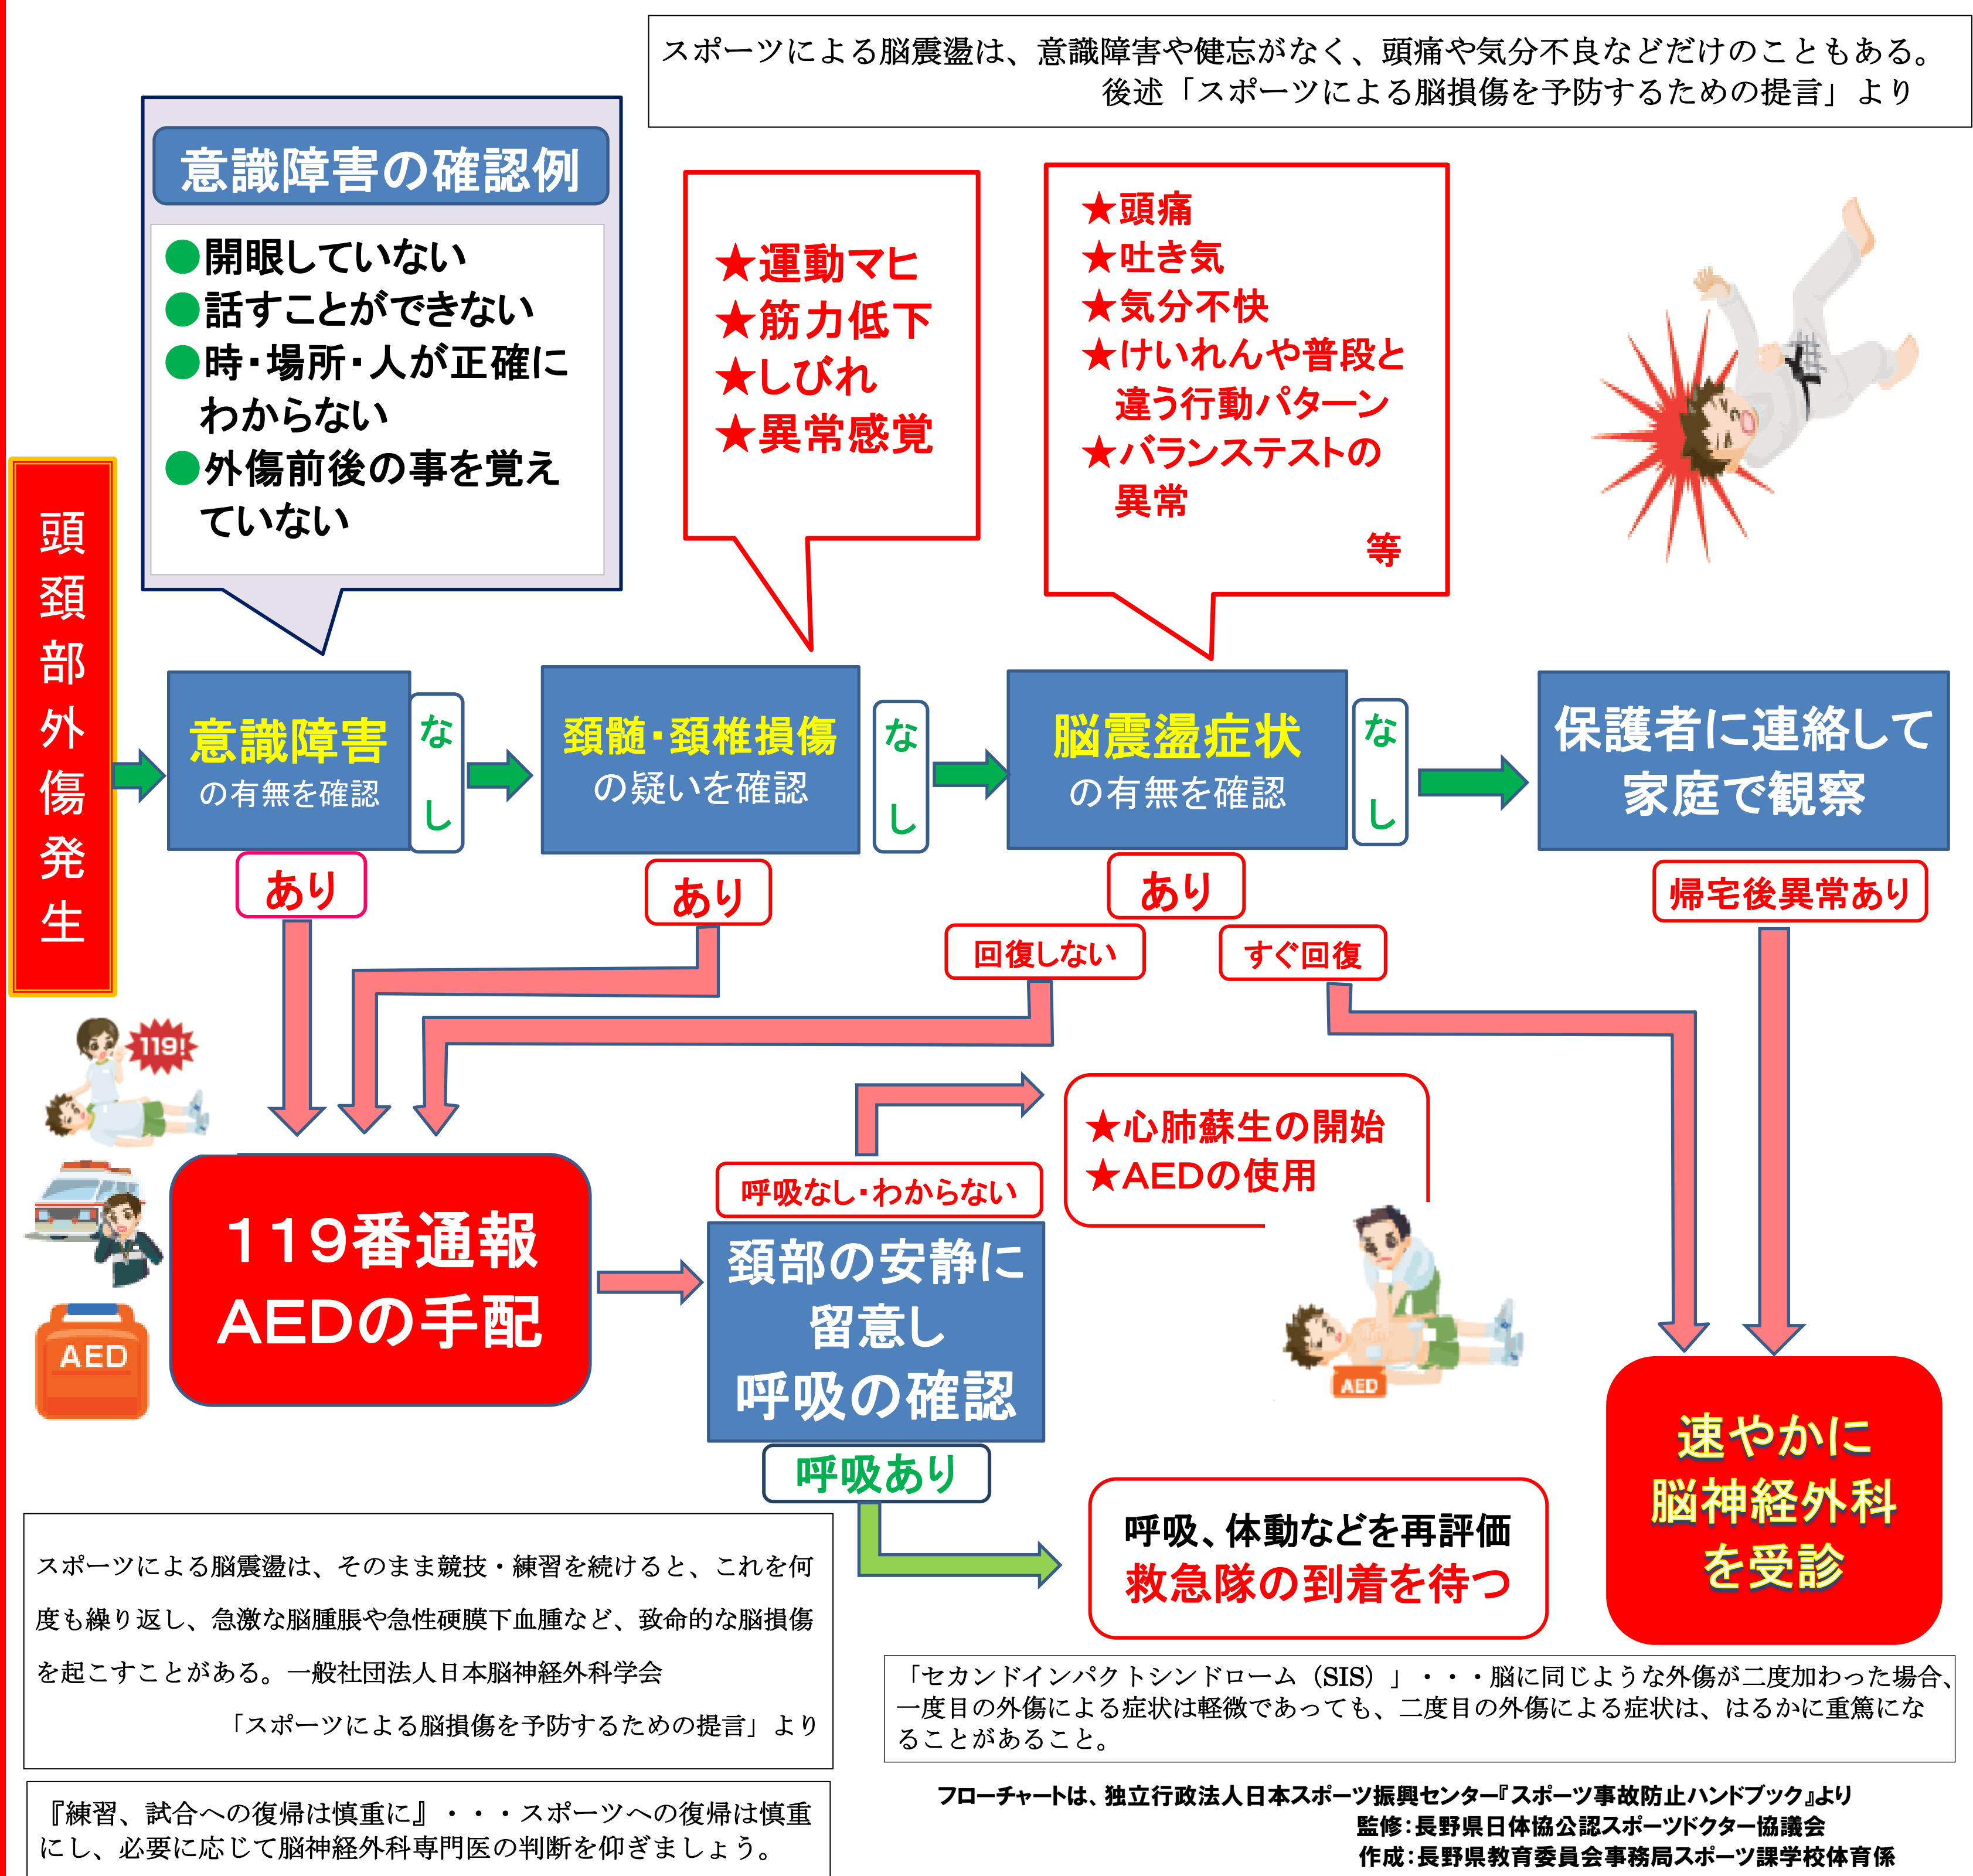 スポーツによる脳震盪は、意識障害や健忘がなく、頭痛や気分不良などだけのこともある。
後述「スポーツによる脳損傷を予防するための提言」より
意識障害の確認例
●開眼していない
●話すことができない
●時・場所・人が正確に
わからない
●外傷前後の事を覚え
ていない
★運動マヒ
★筋力低下
★しびれ
★異常感覚
★頭痛
★吐き気
★気分不快
★けいれんや普段と
違う行動パターン
★バランステストの
異常
等
頭頚部外傷発生
意識障害
の有無を確認
なし
頚髄・頚椎損傷
の疑いを確認
なし
脳震盪症状
の有無を確認
なし
保護者に連絡して
家庭で観察
あり
あり
あり
回復しない
すぐ回復
帰宅後異常あり
119!
119番通報
AEDの手配
AED
呼吸なし・わからない
頚部の安静に
留意し
呼吸の確認
呼吸あり
★心肺蘇生の開始
★AEDの使用
AED
呼吸、体動などを再評価
救急隊の到着を待つ
速やかに
脳神経外科
を受診
スポーツによる脳震盪は、そのまま競技・練習を続けると、これを何
度も繰り返し、急激な脳腫脹や急性硬膜下血腫など、致命的な脳損傷
を起こすことがある。一般社団法人日本脳神経外科学会
「スポーツによる脳損傷を予防するための提言」より
「セカンドインパクトシンドローム（SIS）」・・・脳に同じような外傷が二度加わった場合、
一度目の外傷による症状は軽微であっても、二度目の外傷による症状は、はるかに重篤にな
ることがあること。
『練習、試合への復帰は慎重に』・・・スポーツへの復帰は慎重
にし、必要に応じて脳神経外科専門医の判断を仰ぎましょう。
フローチャートは、独立行政法人日本スポーツ振興センター『スポーツ事故防止ハンドブック』より
監修：長野県日体協公認スポーツドクター協議会
作成：長野県教育委員会事務局スポーツ課学校体育係